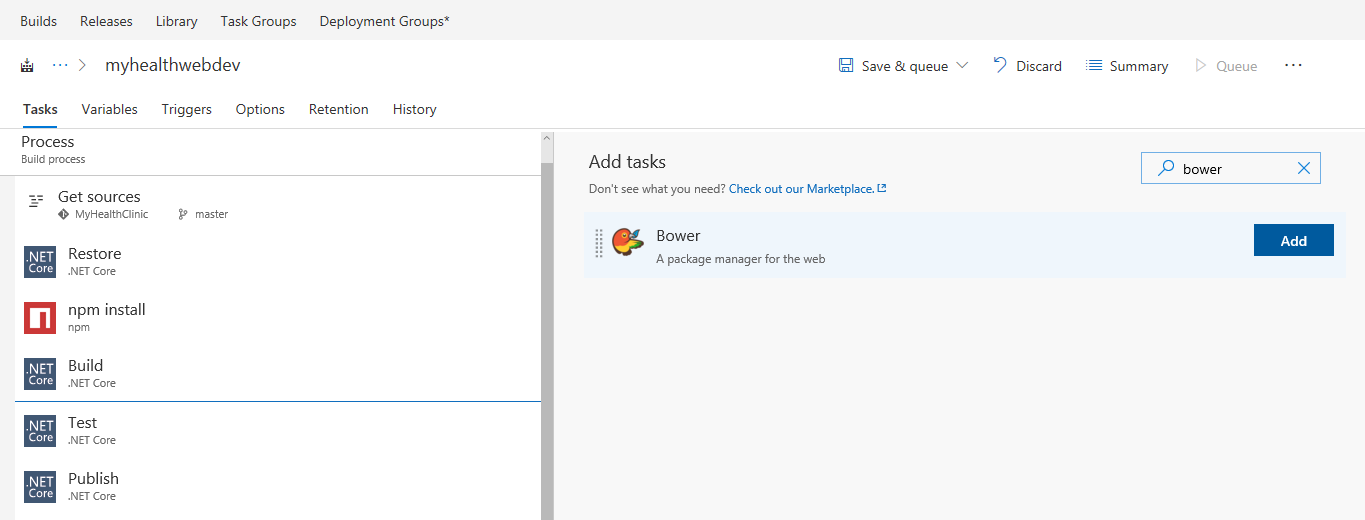 Builds Releases Library Task Groups Deployment Groups*
··· > myhealthwebdev Save & queue Discard Summary Queue ···
Tasks Variables Triggers Options Retention History
Process
Build process
Get sources
MyHealthClinic master
.NET Core Restore
.NET Core
npm install
npm
.NET Core Build
.NET Core
.NET Core Test
.NET Core
.NET Core Publish
.NET Core
Add tasks
bower
Don't see what you need? Check out our Marketplace.
Bower
A package manager for the web
Add